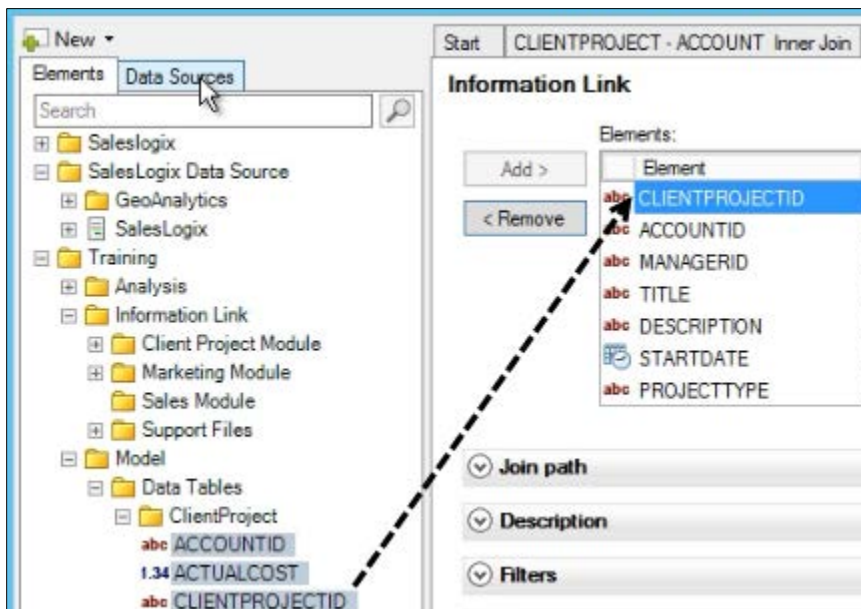 New
Elements
Data Sources
Search
Saleslogix
SalesLogix Data Source
GeoAnalytics
SalesLogix
Training
Analysis
Information Link
Client Project Module
Marketing Module
Sales Module
Support Files
Model
Data Tables
ClientProject
abc ACCOUNTID
1.34 ACTUALCOST
abc CLIENTPROJECTID
Start
CLIENTPROJECT - ACCOUNT Inner Join
Information Link
Elements:
Add >
< Remove
Element
abc CLIENTPROJECTID
abc ACCOUNTID
abc MANAGERID
abc TITLE
abc DESCRIPTION
STARTDATE
abc PROJECTTYPE
Join path
Description
Filters